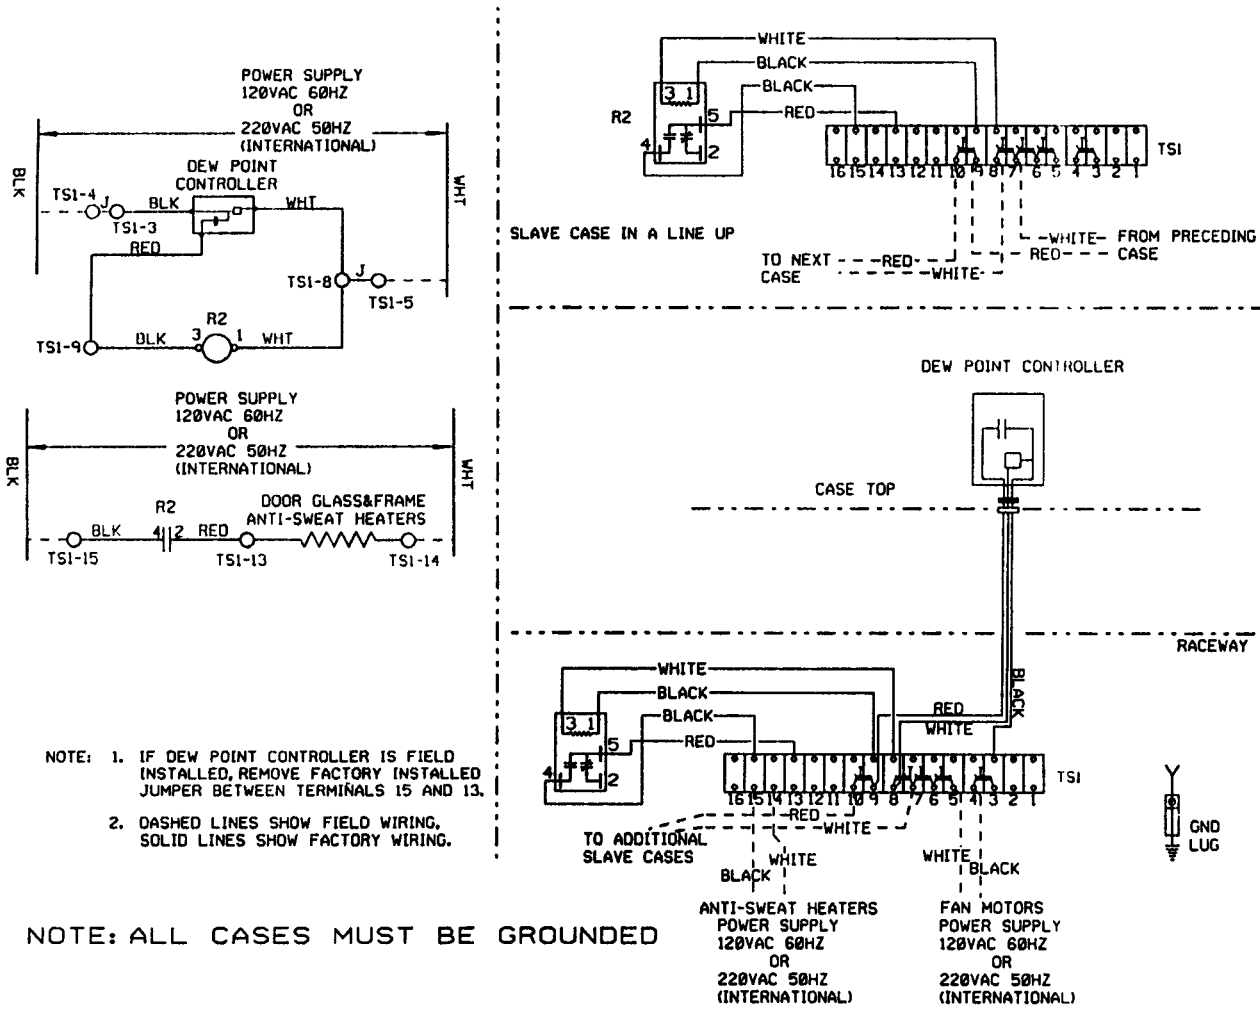 POWER SUPPLY
120VAC 60HZ
OR
220VAC 50HZ
(INTERNATIONAL)
BLK
WHT
DEW POINT
CONTROLLER
TS1-4
J
TS1-3
BLK
WHT
RED
TS1-8
J
TS1-5
R2
TS1-9
BLK
3
1
WHT
POWER SUPPLY
120VAC 60HZ
OR
220VAC 50HZ
(INTERNATIONAL)
BLK
WHT
R2
DOOR GLASS&FRAME
ANTI-SWEAT HEATERS
BLK
4
2
RED
TS1-15
TS1-13
TS1-14
NOTE: 1. IF DEW POINT CONTROLLER IS FIELD
INSTALLED, REMOVE FACTORY INSTALLED
JUMPER BETWEEN TERMINALS 15 AND 13.
2. DASHED LINES SHOW FIELD WIRING,
SOLID LINES SHOW FACTORY WIRING.
NOTE: ALL CASES MUST BE GROUNDED
WHITE
BLACK
BLACK
RED
R2
3 1
5
4
2
TS1
16 15 14 13 12 11 10 9 8 7 6 5 4 3 2 1
SLAVE CASE IN A LINE UP
WHITE
FROM PRECEDING
RED
CASE
TO NEXT
CASE
RED
WHITE
DEW POINT CONTROLLER
CASE TOP
RACEWAY
BLACK
RED
WHITE
WHITE
BLACK
BLACK
RED
3 1
5
4
2
TS1
16 15 14 13 12 11 10 9 8 7 6 5 4 3 2 1
RED
WHITE
TO ADDITIONAL
SLAVE CASES
WHITE
BLACK
WHITE
BLACK
ANTI-SWEAT HEATERS
POWER SUPPLY
120VAC 60HZ
OR
220VAC 50HZ
(INTERNATIONAL)
FAN MOTORS
POWER SUPPLY
120VAC 60HZ
OR
220VAC 50HZ
(INTERNATIONAL)
GND
LUG